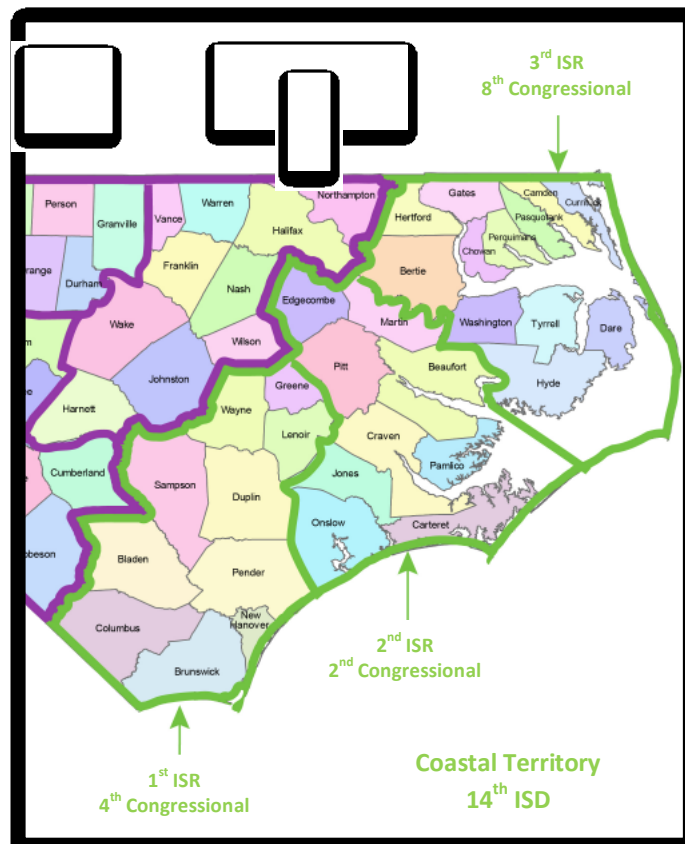 3rd ISR
8th Congressional
Person
Granville
Vance
Warren
Northampton
Halifax
Hertford
Gates
Camden
Currituck
Pasquotank
Perquimans
Chowan
Bertie
range
Durham
Franklin
Nash
Edgecombe
Martin
Washington
Tyrrell
Dare
Wake
Wilson
Pitt
Beaufort
Hyde
Johnston
Greene
Harnett
Wayne
Lenoir
Craven
Pamlico
Cumberland
Sampson
Duplin
Jones
Onslow
Carteret
beson
Bladen
Pender
Columbus
New
Hanover
Brunswick
2nd ISR
2nd Congressional
1st ISR
4th Congressional
Coastal Territory
14th ISD